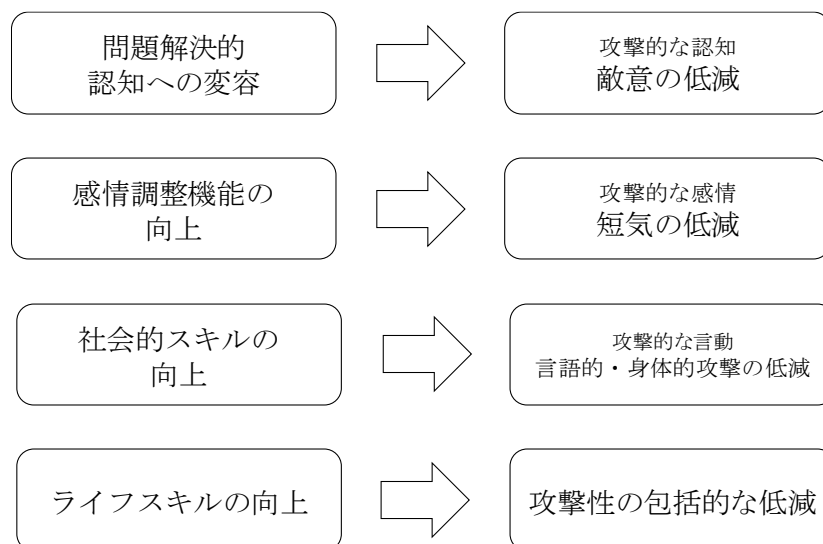 問題解決的
認知への変容
攻撃的な認知
敵意の低減
感情調整機能の
向上
攻撃的な感情
短気の低減
社会的スキルの
向上
攻撃的な言動
言語的・身体的攻撃の低減
ライフスキルの向上
攻撃性の包括的な低減